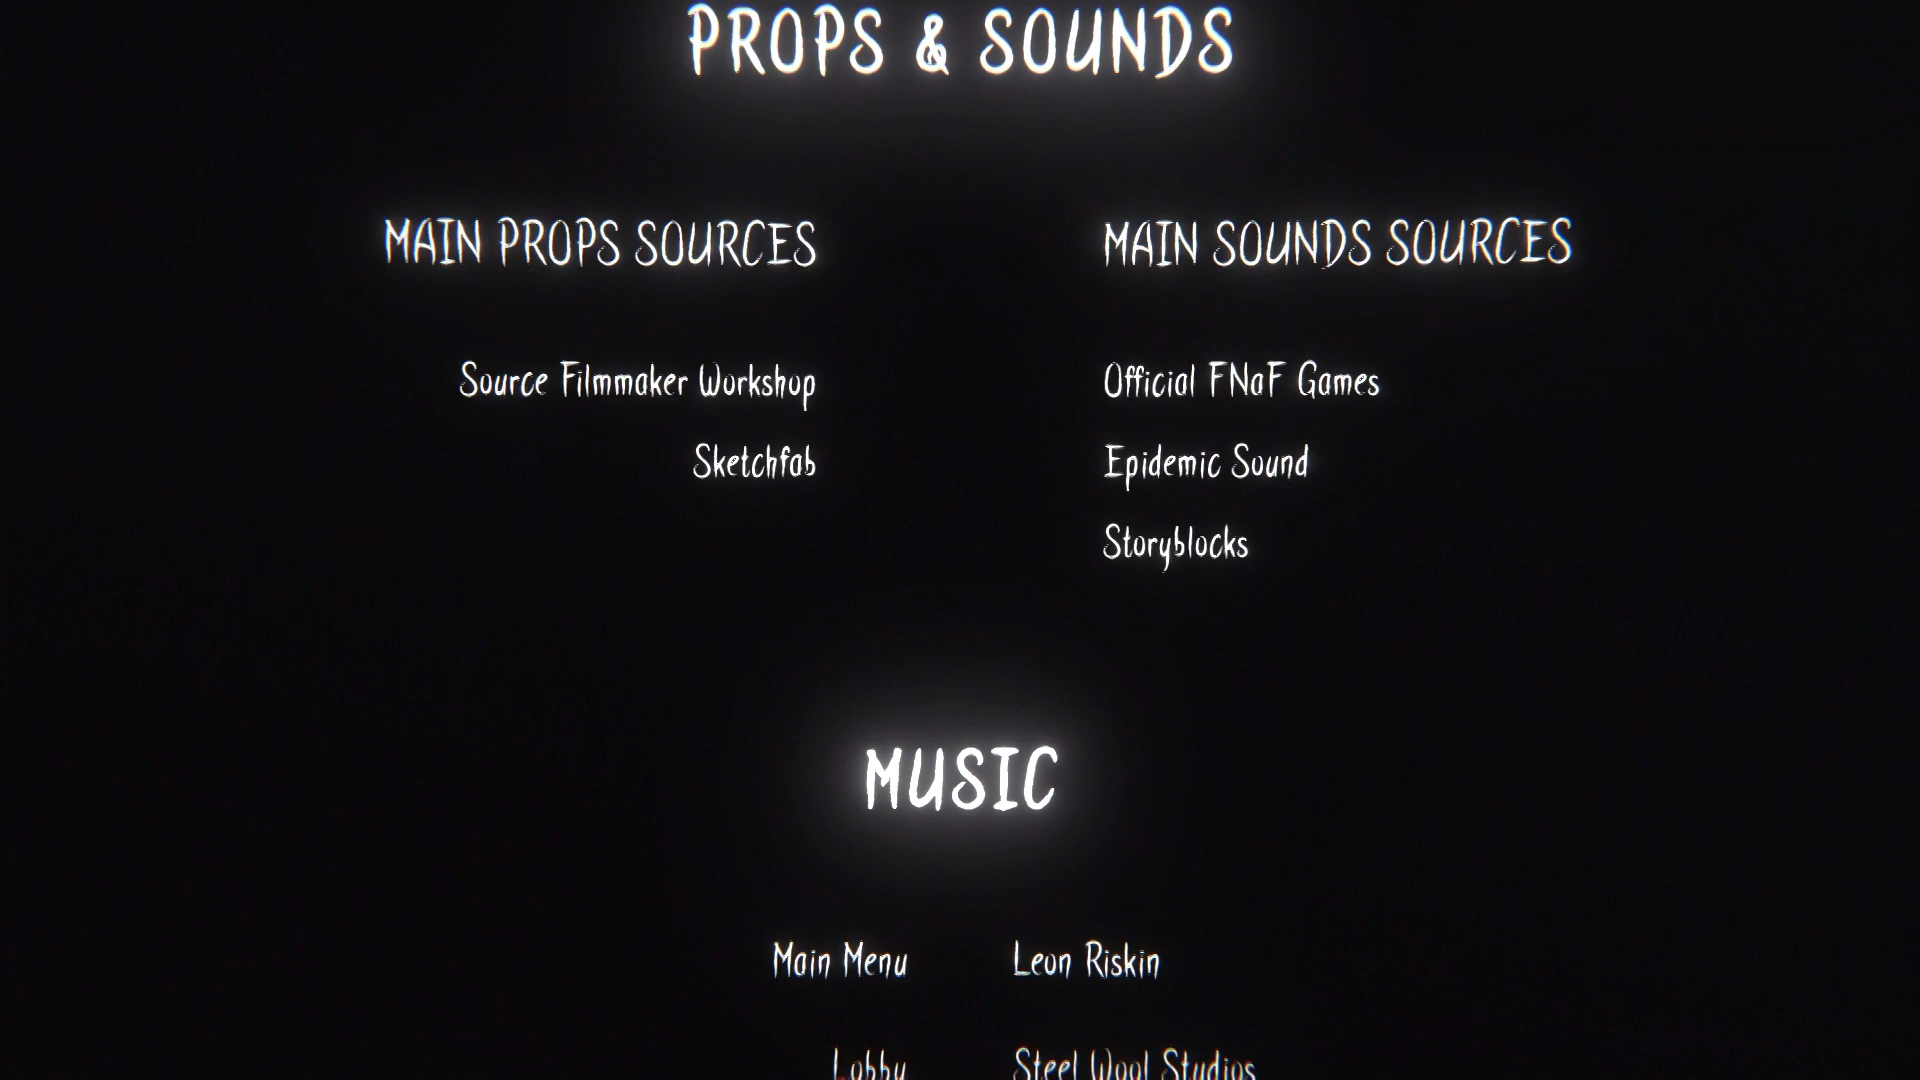 PROPS & SOUNDS
MAIN PROPS SOURCES
Source Filmmaker Workshop
Sketchfab
MAIN SOUNDS SOURCES
Official FNaF Games
Epidemic Sound
Storyblocks
MUSIC
Main Menu Leon Riskin
Lobby Steel Wool Studios